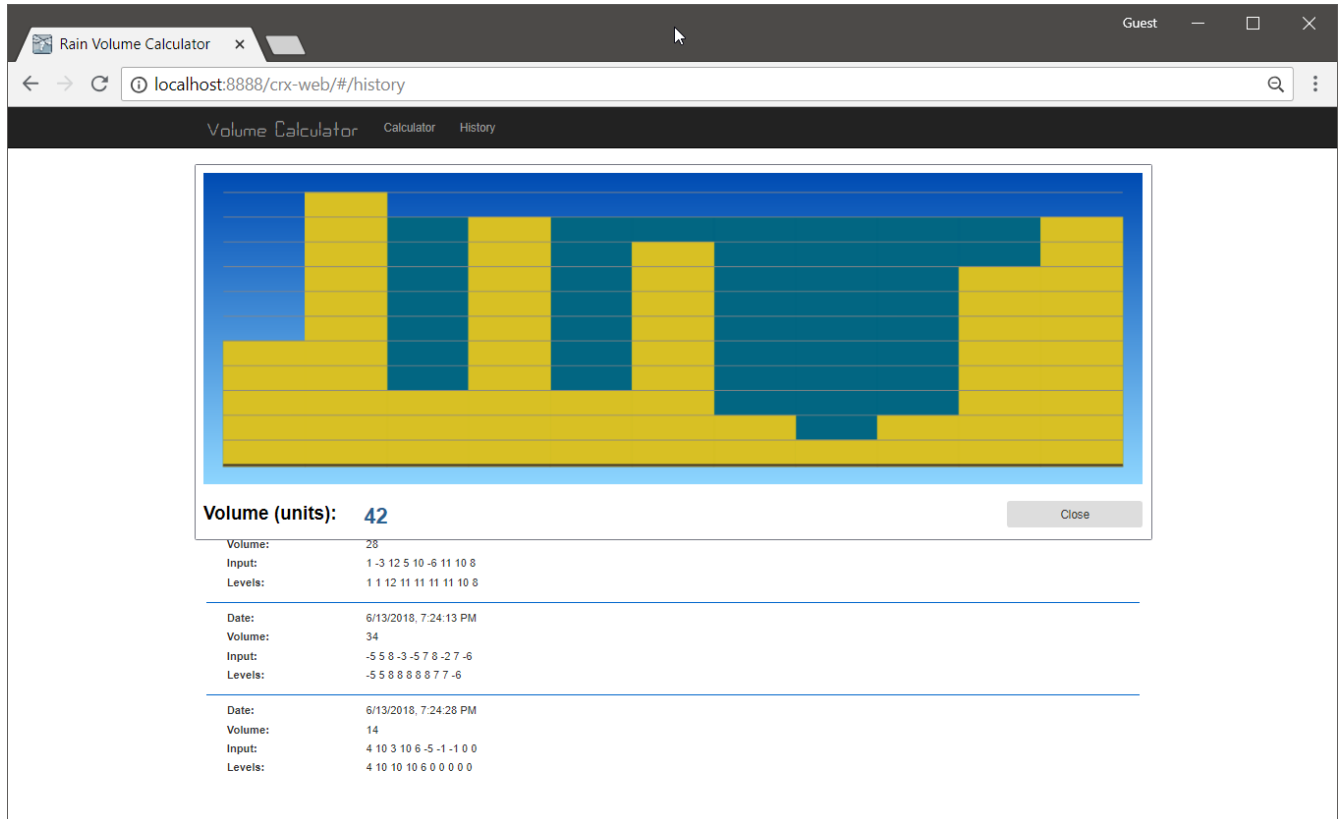 Guest
Rain Volume Calculator
localhost:8888/crx-web/#/history
Volume Calculator Calculator History
Volume (units): 42 Close
Volume: 28
Input: 1 -3 12 5 10 -6 11 10 8
Levels: 1 1 12 11 11 11 11 10 8
Date: 6/13/2018, 7:24:13 PM
Volume: 34
Input: -5 5 8 -3 -5 7 8 -2 7 -6
Levels: -5 5 8 8 8 8 8 7 7 -6
Date: 6/13/2018, 7:24:28 PM
Volume: 14
Input: 4 10 3 10 6 -5 -1 -1 0 0
Levels: 4 10 10 10 6 0 0 0 0 0